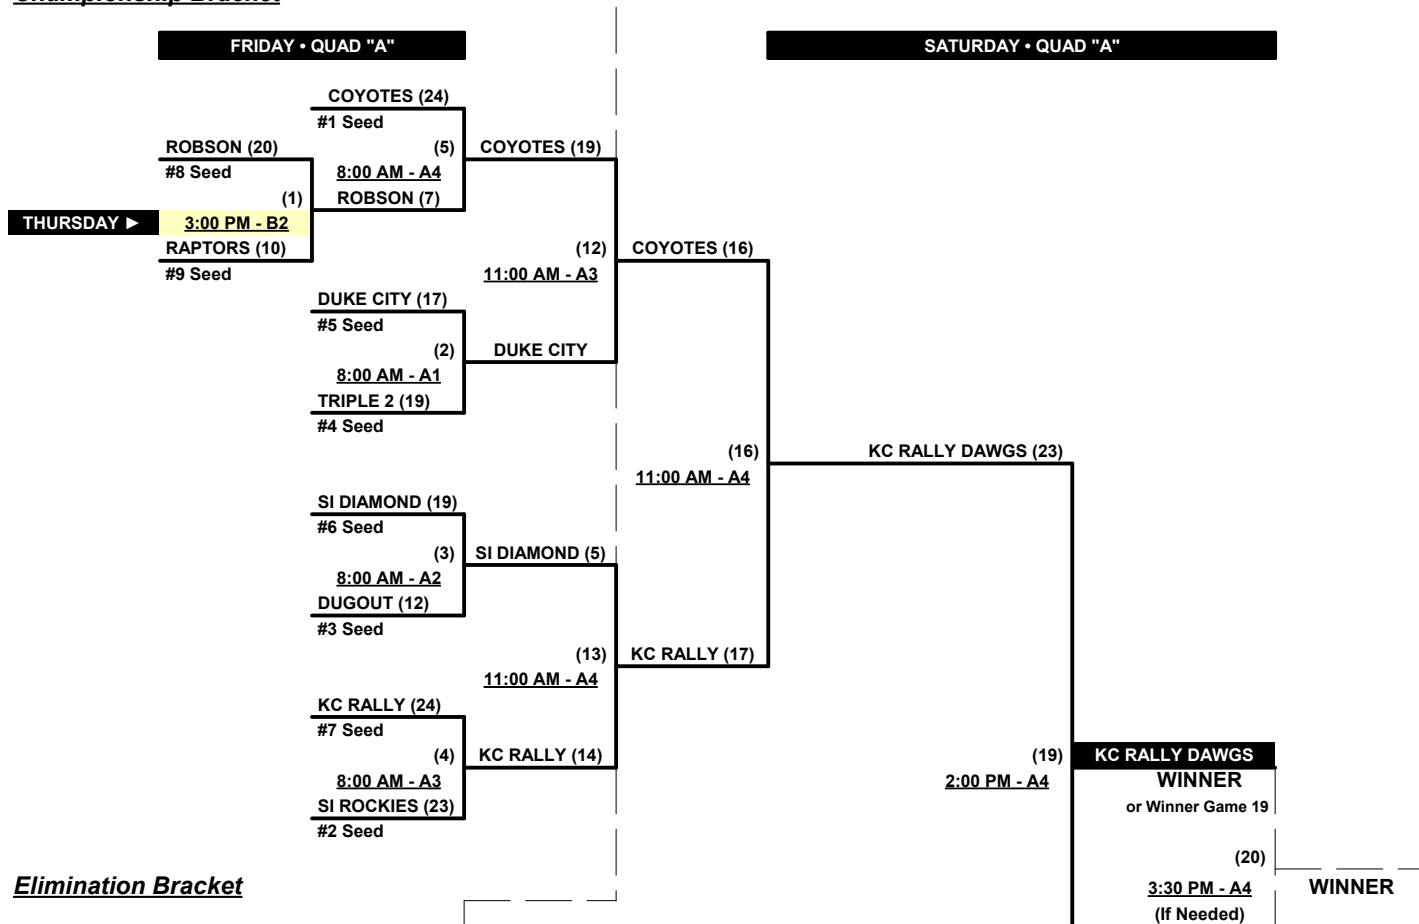 Championship Bracket
FRIDAY • QUAD "A"
SATURDAY • QUAD "A"
COYOTES (24)
#1 Seed
ROBSON (20)
(5)
COYOTES (19)
#8 Seed
8:00 AM - A4
(1)
ROBSON (7)
THURSDAY ►
3:00 PM - B2
RAPTORS (10)
(12)
COYOTES (16)
#9 Seed
11:00 AM - A3
DUKE CITY (17)
#5 Seed
(2)
DUKE CITY
8:00 AM - A1
TRIPLE 2 (19)
#4 Seed
(16)
KC RALLY DAWGS (23)
11:00 AM - A4
SI DIAMOND (19)
#6 Seed
(3)
SI DIAMOND (5)
8:00 AM - A2
DUGOUT (12)
#3 Seed
(13)
KC RALLY (17)
11:00 AM - A4
KC RALLY (24)
#7 Seed
(4)
KC RALLY (14)
(19)
KC RALLY DAWGS
8:00 AM - A3
2:00 PM - A4
WINNER
SI ROCKIES (23)
or Winner Game 19
#2 Seed
(20)
Elimination Bracket
3:30 PM - A4
WINNER
(If Needed)